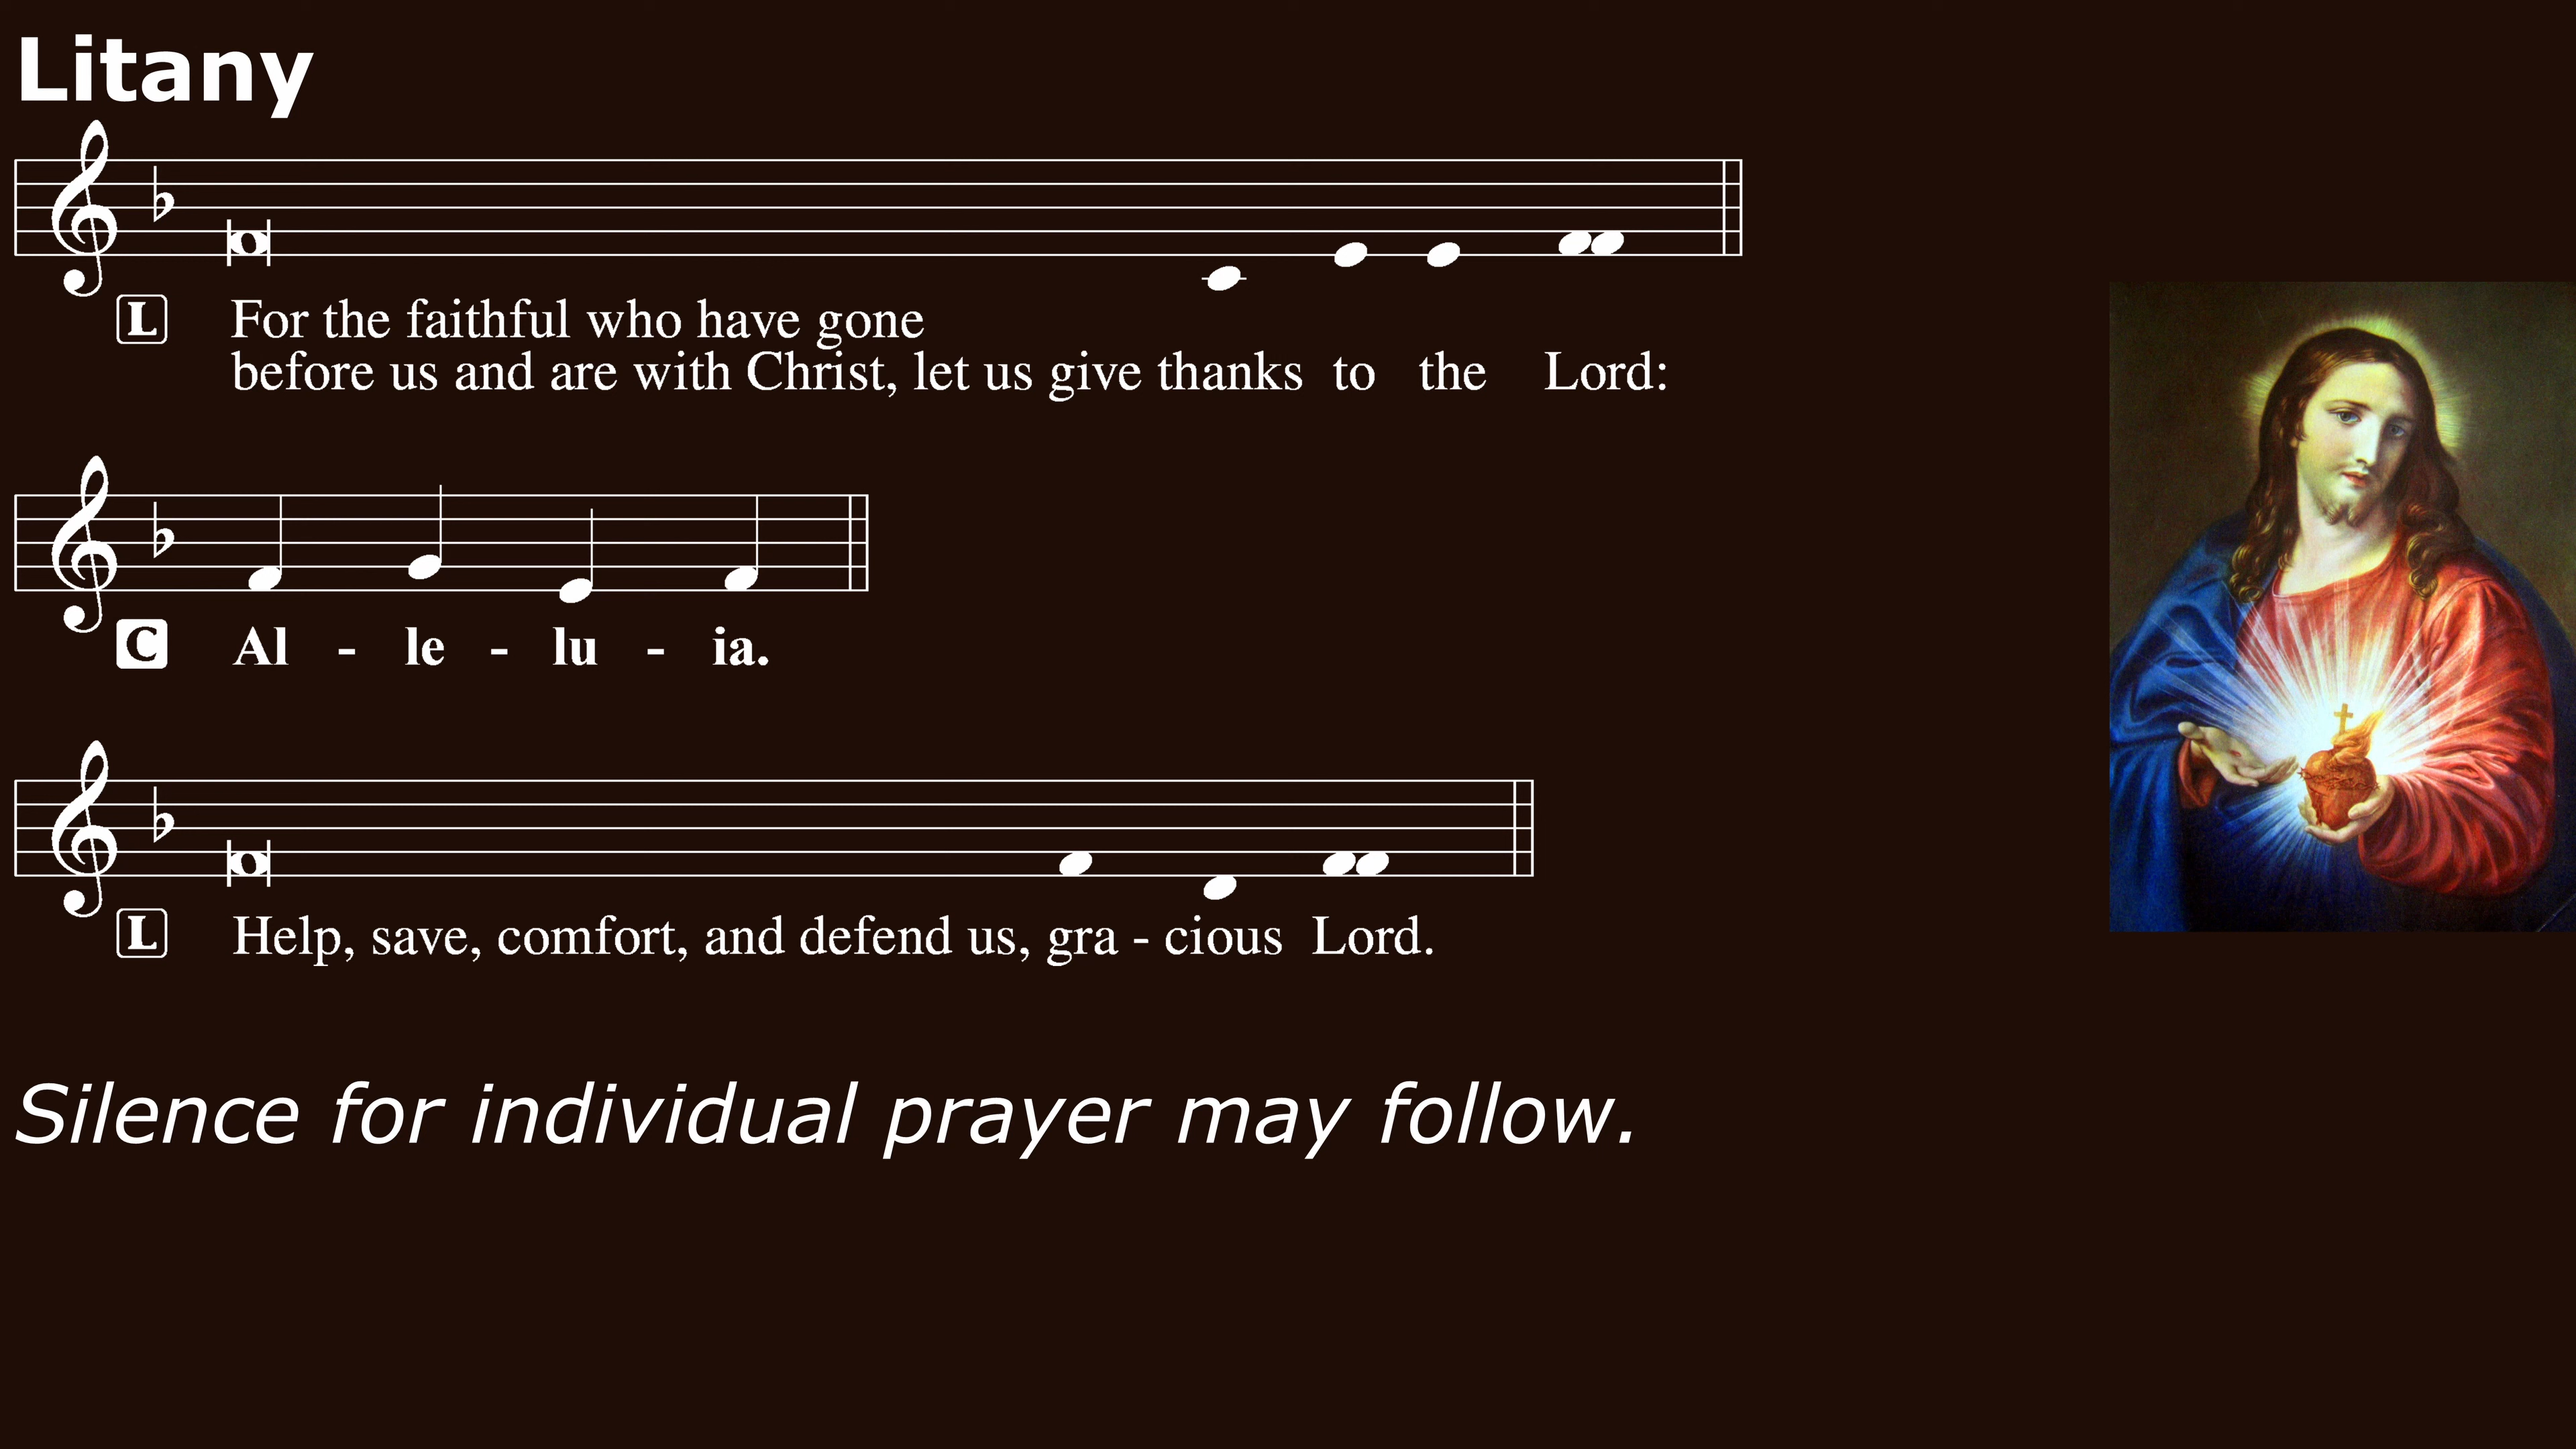 Litany
L For the faithful who have gone
before us and are with Christ, let us give thanks to the Lord:
C Al - le - lu - ia.
L Help, save, comfort, and defend us, gra - cious Lord.
Silence for individual prayer may follow.